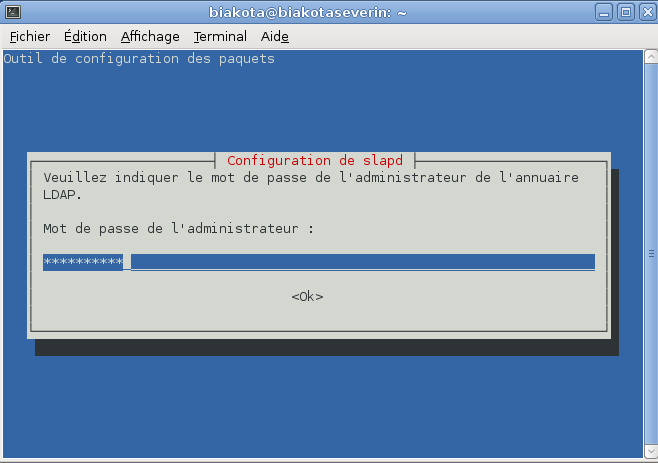 biakota@biakotaseverin: ~
Fichier Édition Affichage Terminal Aide
Outil de configuration des paquets
Configuration de slapd
Veuillez indiquer le mot de passe de l'administrateur de l'annuaire
LDAP.
Mot de passe de l'administrateur :
**********
<Ok>